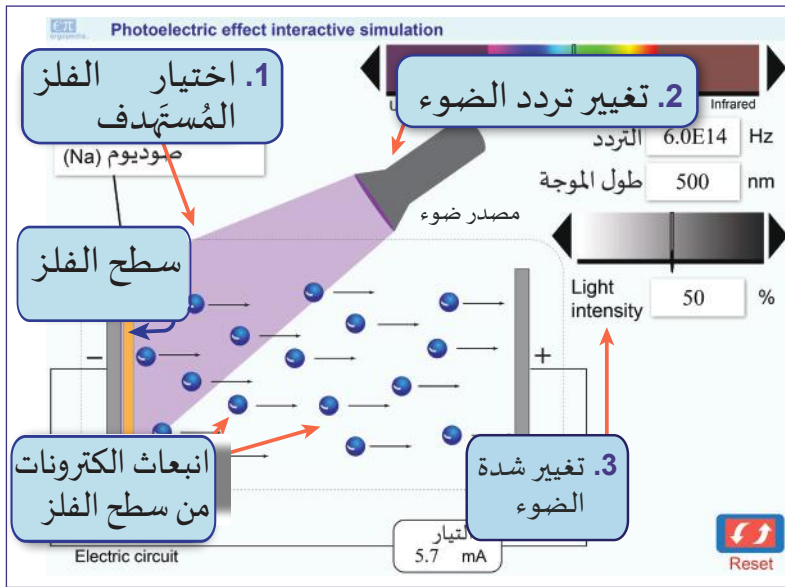 Photoelectric effect interactive simulation
1. اختيار الفلز
المُستَهدف
2. تغيير تردد الضوء
Infrared
صوديوم (Na)
التردد 6.0E14 Hz
طول الموجة 500 nm
مصدر ضوء
سطح الفلز
Light
intensity 50 %
−
+
انبعاث الكترونات
من سطح الفلز
3. تغيير شدة
الضوء
التيار
5.7 mA
Electric circuit
Reset